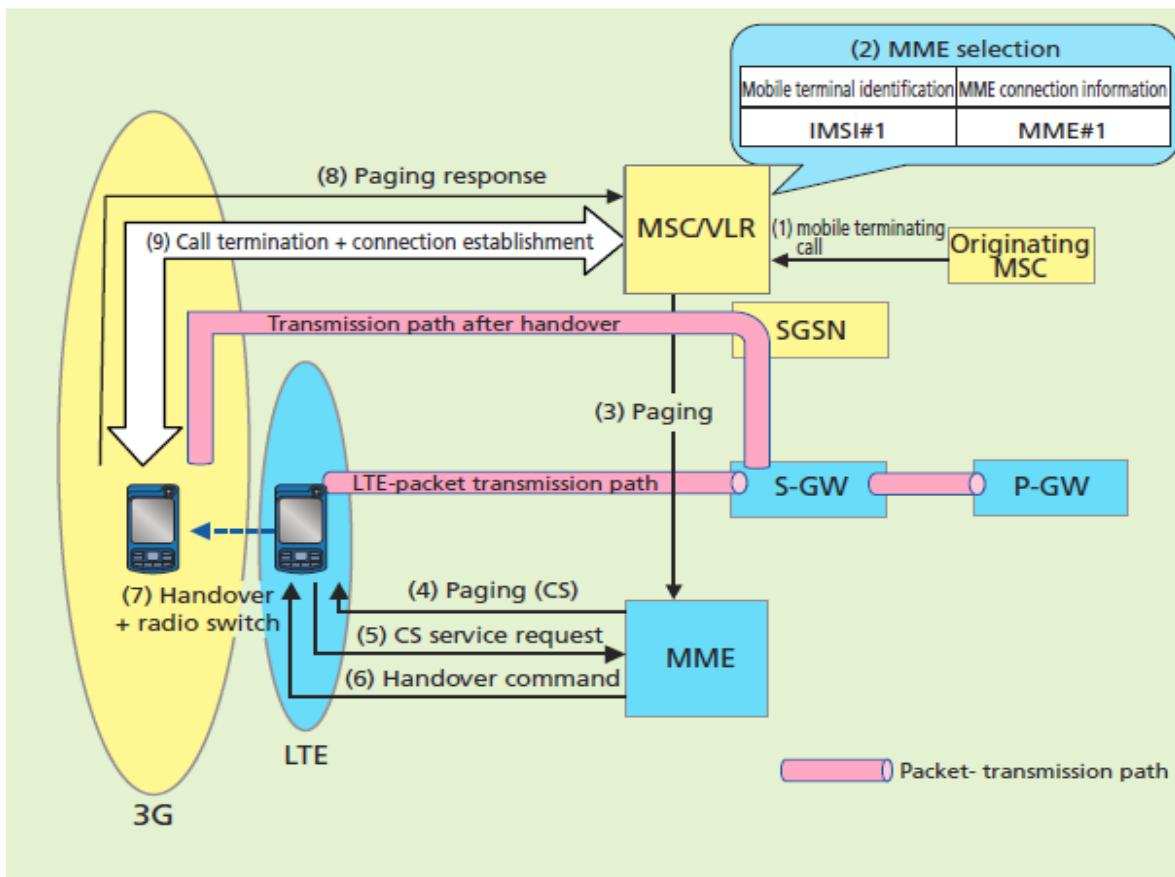 (2) MME selection
Mobile terminal identification
MME connection information
IMSI#1
MME#1
(8) Paging response
MSC/VLR
(1) mobile terminating
call
Originating
MSC
(9) Call termination + connection establishment
Transmission path after handover
SGSN
(3) Paging
LTE-packet transmission path
S-GW
P-GW
(7) Handover
+ radio switch
(4) Paging (CS)
(5) CS service request
(6) Handover command
MME
LTE
3G
Packet- transmission path